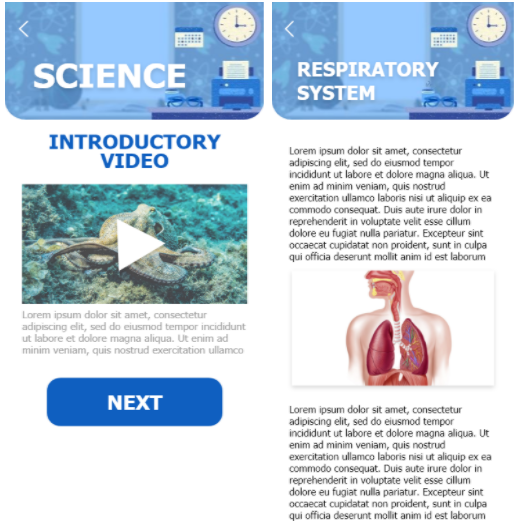 SCIENCE
INTRODUCTORY
VIDEO
Lorem ipsum dolor sit amet, consectetur
adipiscing elit, sed do eiusmod tempor incididunt
ut labore et dolore magna aliqua. Ut enim ad
minim veniam, quis nostrud exercitation ullamco
NEXT
RESPIRATORY
SYSTEM
Lorem ipsum dolor sit amet, consectetur
adipiscing elit, sed do eiusmod tempor
incididunt ut labore et dolore magna aliqua. Ut
enim ad minim veniam, quis nostrud
exercitation ullamco laboris nisi ut aliquip ex ea
commodo consequat. Duis aute irure dolor in
reprehenderit in voluptate velit esse cillum
dolore eu fugiat nulla pariatur. Excepteur sint
occaecat cupidatat non proident, sunt in culpa
qui officia deserunt mollit anim id est laborum
Lorem ipsum dolor sit amet, consectetur
adipiscing elit, sed do eiusmod tempor
incididunt ut labore et dolore magna aliqua. Ut
enim ad minim veniam, quis nostrud
exercitation ullamco laboris nisi ut aliquip ex ea
commodo consequat. Duis aute irure dolor in
reprehenderit in voluptate velit esse cillum
dolore eu fugiat nulla pariatur. Excepteur sint
occaecat cupidatat non proident, sunt in culpa
qui officia deserunt mollit anim id est laborum